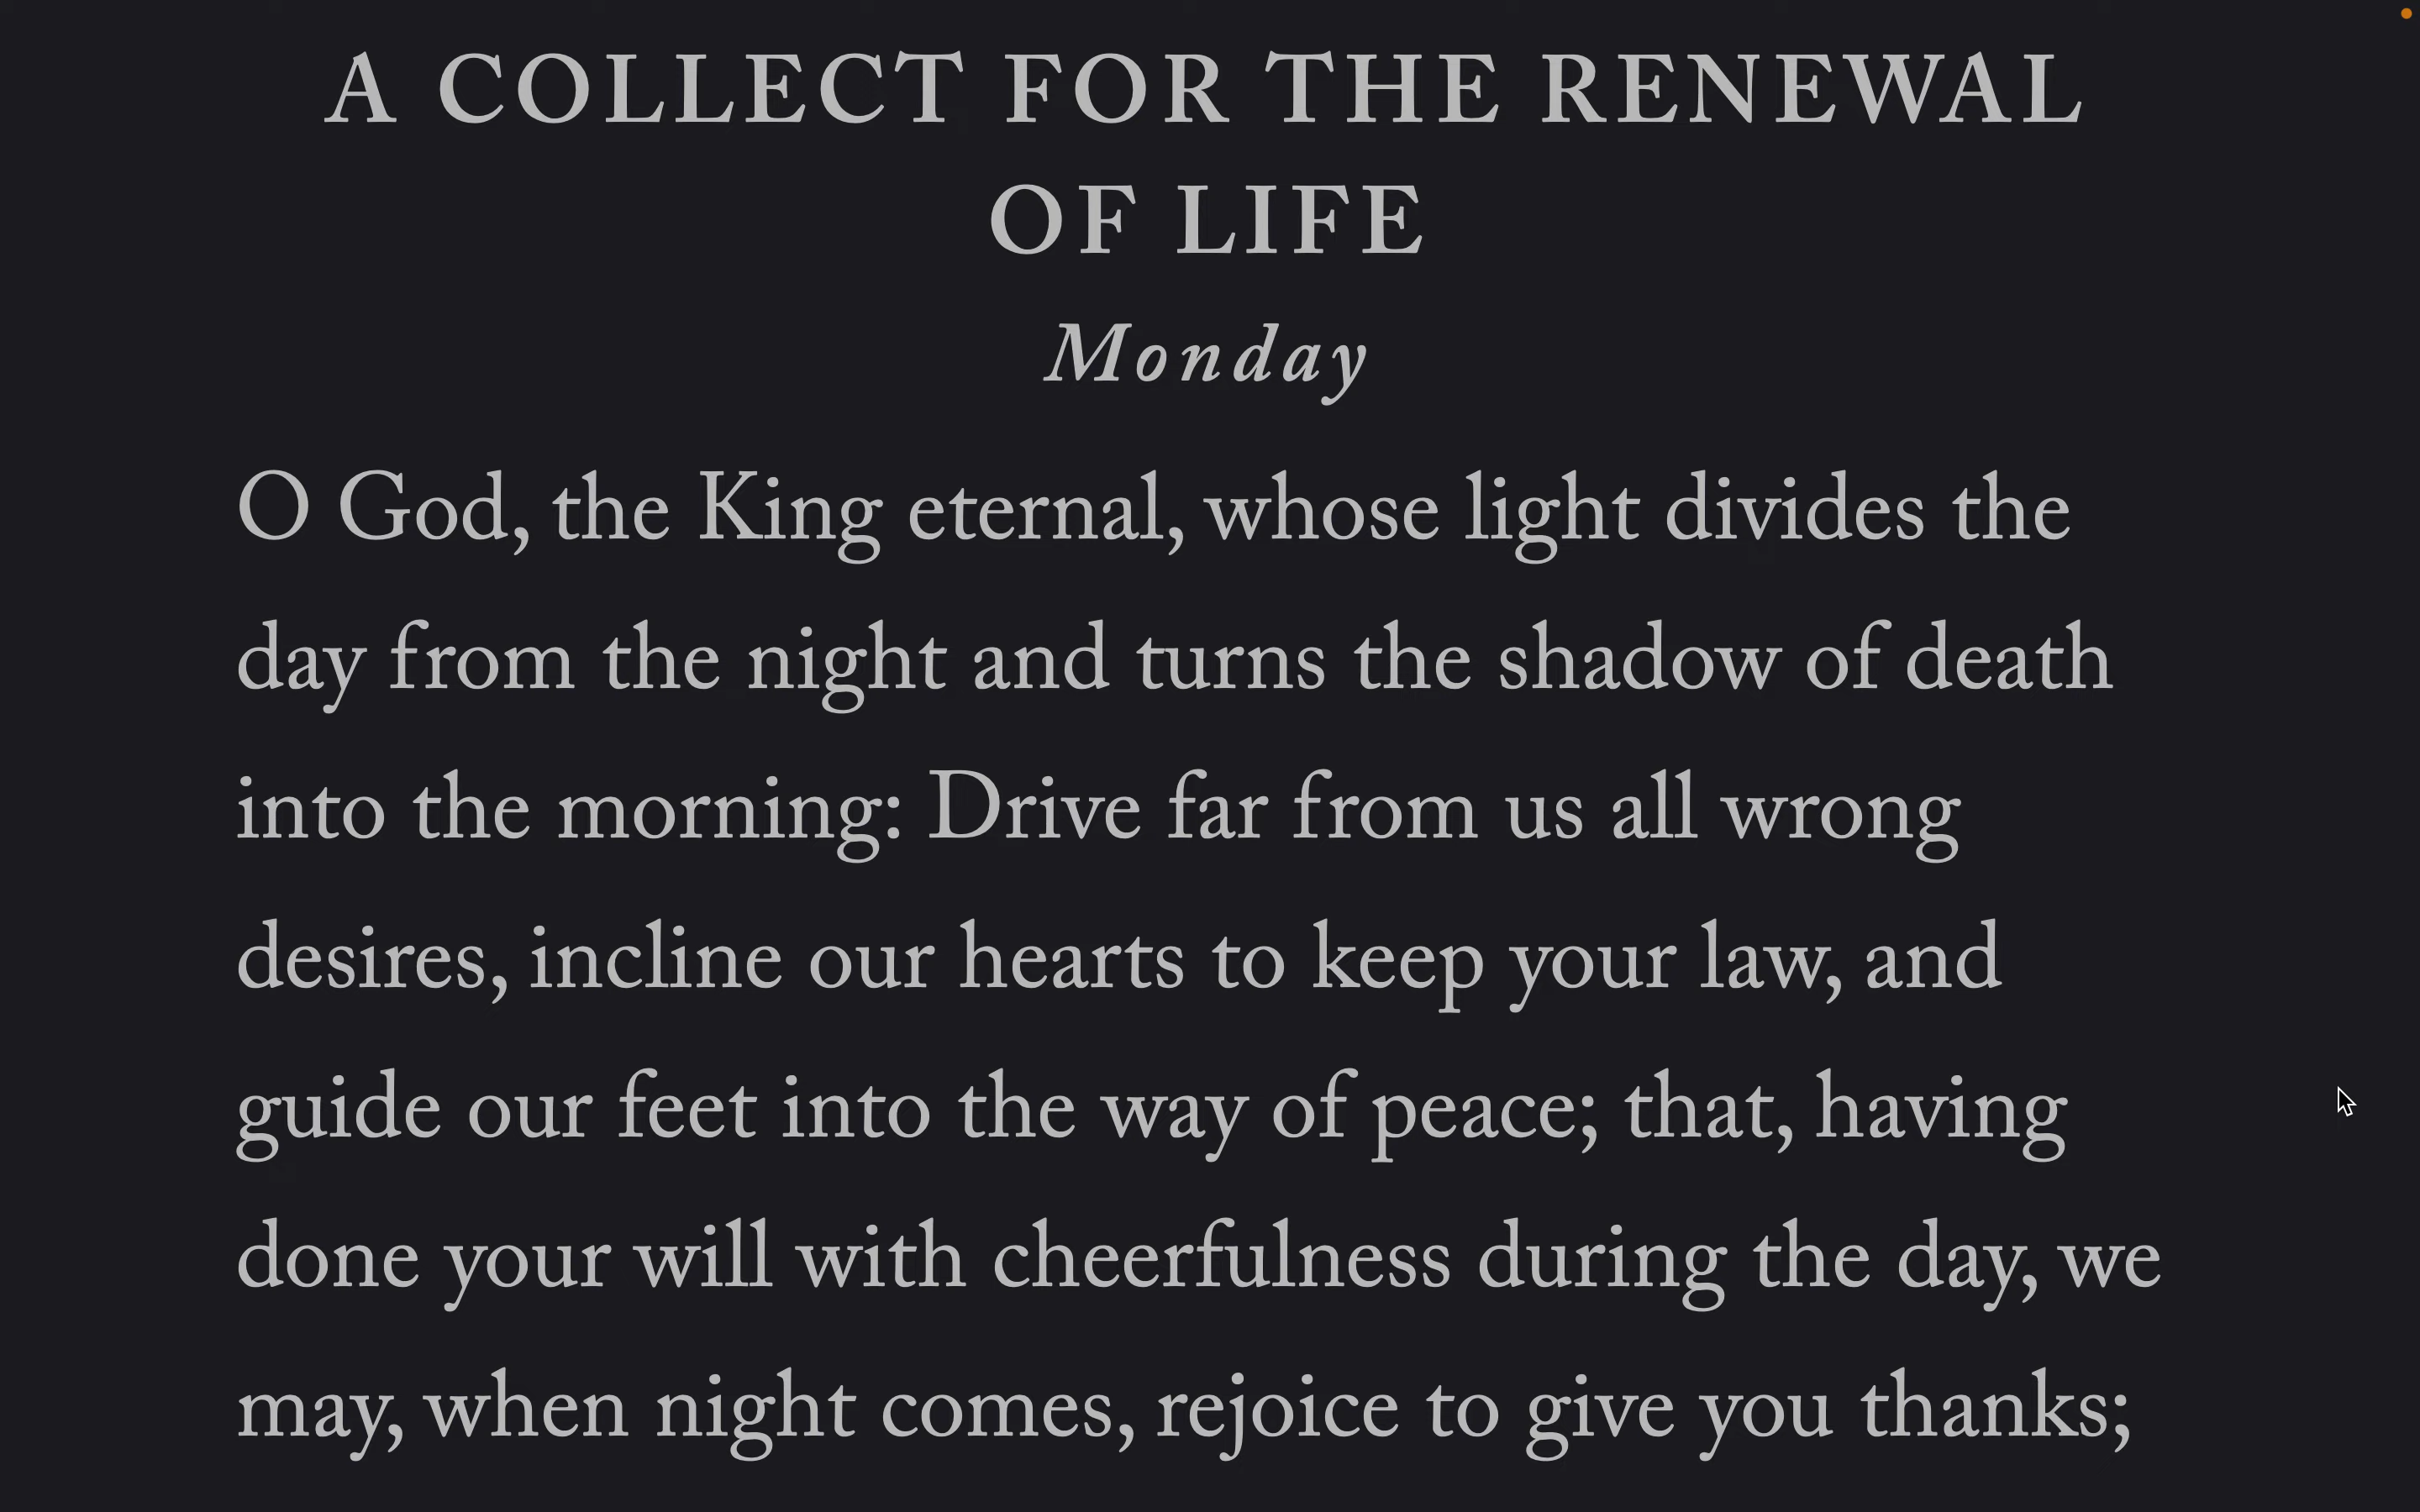 A COLLECT FOR THE RENEWAL
OF LIFE
Monday
O God, the King eternal, whose light divides the
day from the night and turns the shadow of death
into the morning: Drive far from us all wrong
desires, incline our hearts to keep your law, and
guide our feet into the way of peace; that, having
done your will with cheerfulness during the day, we
may, when night comes, rejoice to give you thanks;